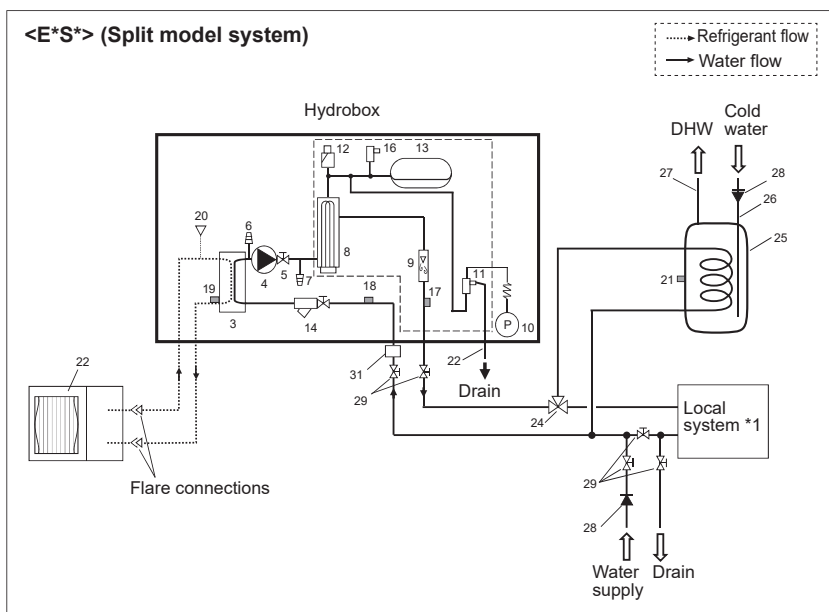 <E*S*> (Split model system)
Refrigerant flow
Water flow
Hydrobox
DHW
Cold
water
12
16
13
27
28
26
20
6
25
8
9
4
5
7
11
21
19
17
18
3
14
P
10
22
31
22
29
Drain
24
Local
system *1
Flare connections
29
28
Water
supply
Drain